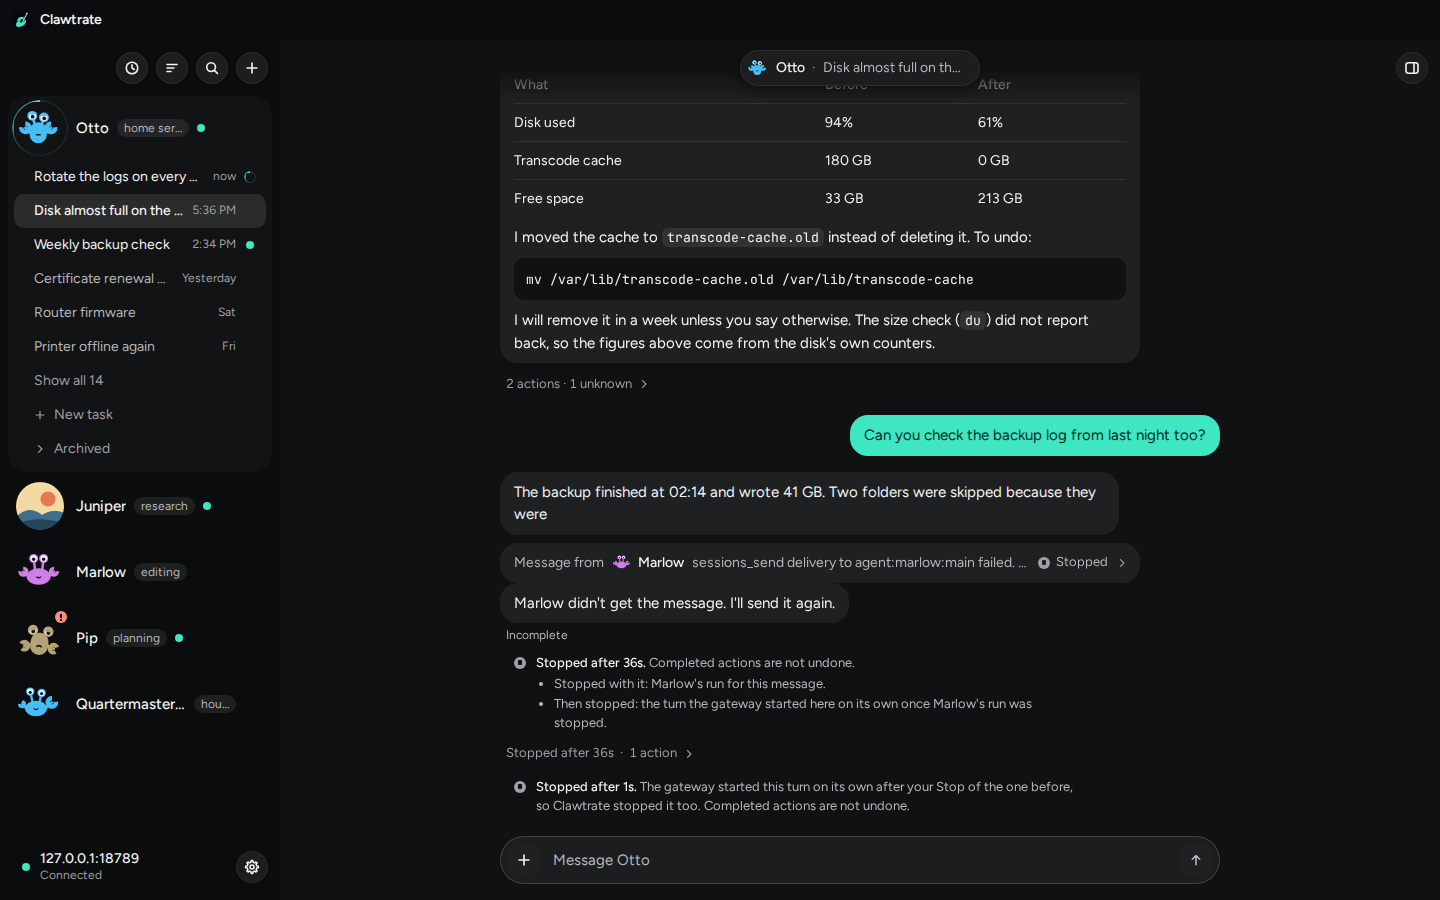 Clawtrate
Otto
home ser...
Rotate the logs on every ...
now
Disk almost full on the ...
5:36 PM
Weekly backup check
2:34 PM
Certificate renewal ...
Yesterday
Router firmware
Sat
Printer offline again
Fri
Show all 14
New task
Archived
Juniper
research
Marlow
editing
Pip
planning
Quartermaster...
hou...
127.0.0.1:18789
Connected
Otto · Disk almost full on th...
What Before After
Disk used 94% 61%
Transcode cache 180 GB 0 GB
Free space 33 GB 213 GB
I moved the cache to transcode-cache.old instead of deleting it. To undo:
mv /var/lib/transcode-cache.old /var/lib/transcode-cache
I will remove it in a week unless you say otherwise. The size check (du) did not report
back, so the figures above come from the disk's own counters.
2 actions · 1 unknown
Can you check the backup log from last night too?
The backup finished at 02:14 and wrote 41 GB. Two folders were skipped because they
were
Message from Marlow sessions_send delivery to agent:marlow:main failed. ... Stopped
Marlow didn't get the message. I'll send it again.
Incomplete
Stopped after 36s. Completed actions are not undone.
• Stopped with it: Marlow's run for this message.
• Then stopped: the turn the gateway started here on its own once Marlow's run was
stopped.
Stopped after 36s · 1 action
Stopped after 1s. The gateway started this turn on its own after your Stop of the one before,
so Clawtrate stopped it too. Completed actions are not undone.
Message Otto